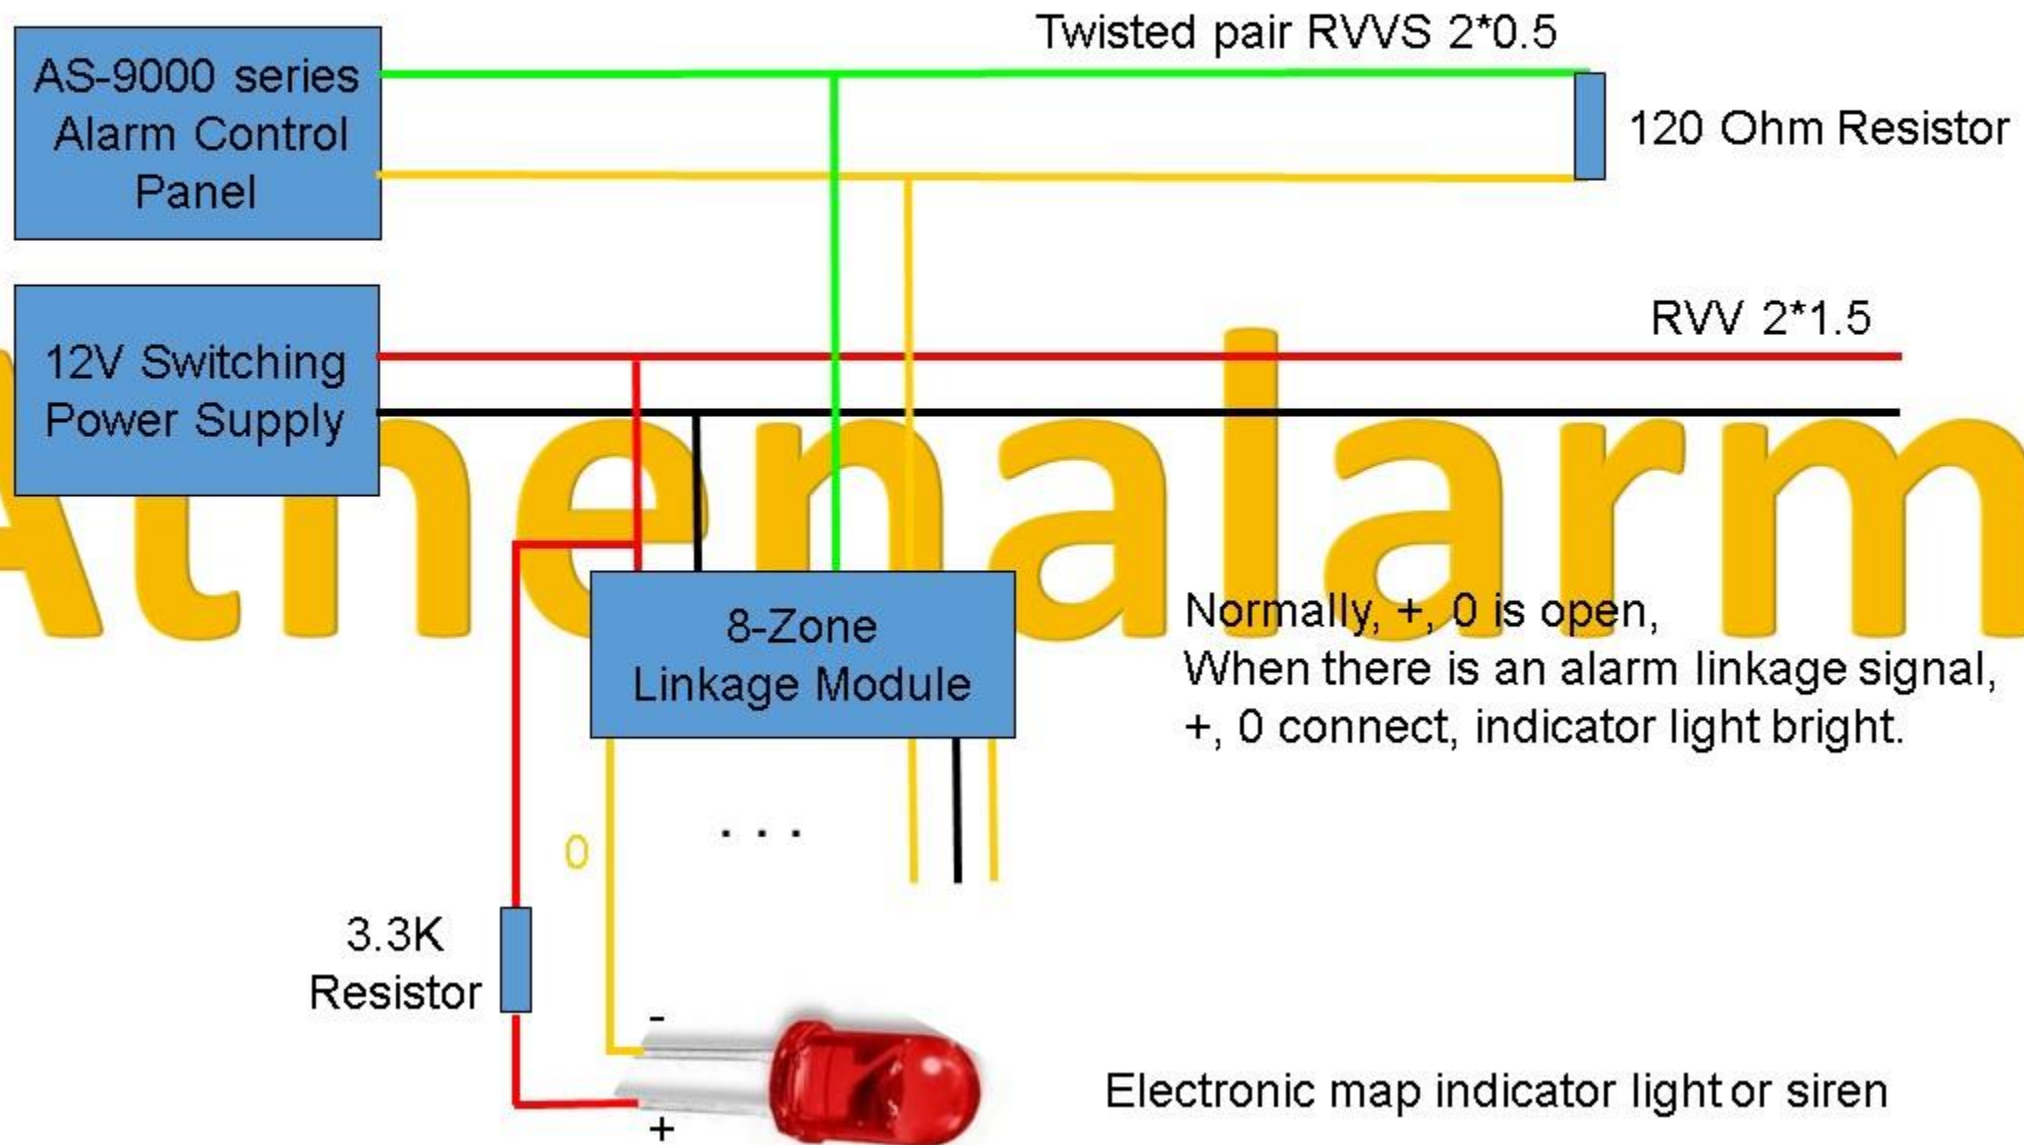 Twisted pair RVVS 2*0.5
AS-9000 series
Alarm Control
Panel
120 Ohm Resistor
RVV 2*1.5
12V Switching
Power Supply
Athenalarm
8-Zone
Linkage Module
Normally, +, 0 is open,
When there is an alarm linkage signal,
+, 0 connect, indicator light bright.
0
. . .
3.3K
Resistor
-
+
Electronic map indicator light or siren